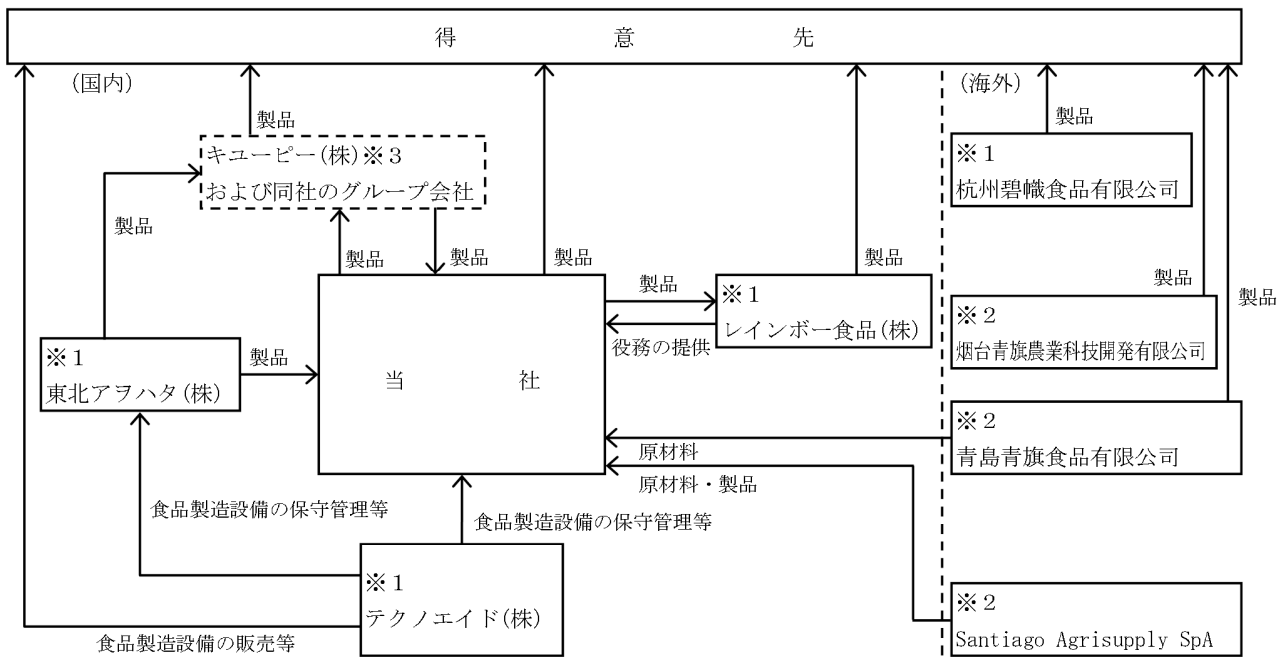 得意先
(国内)
(海外)
製品
製品
キユーピー(株)※3
および同社のグループ会社
※1
杭州碧幟食品有限公司
製品
製品
製品
製品
製品
製品
製品
製品
※1
レインボー食品(株)
役務の提供
※2
烟台青旗農業科技開発有限公司
※1
東北アヲハタ(株)
製品
当社
※2
青島青旗食品有限公司
原材料
原材料・製品
食品製造設備の保守管理等
食品製造設備の保守管理等
※1
テクノエイド(株)
食品製造設備の販売等
※2
Santiago Agrisupply SpA